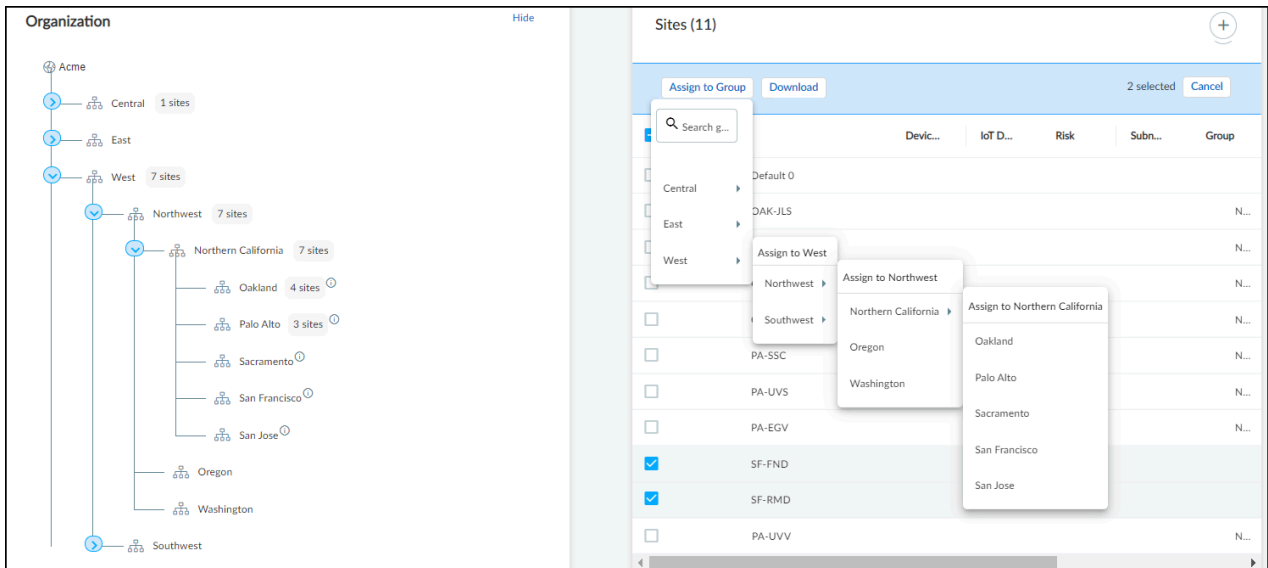 Organization
Hide
Acme
Central 1 sites
East
West 7 sites
Northwest 7 sites
Northern California 7 sites
Oakland 4 sites
Palo Alto 3 sites
Sacramento
San Francisco
San Jose
Oregon
Washington
Southwest
Sites (11)
Assign to Group Download 2 selected Cancel
Search g...
Devic... IoT D... Risk Subn... Group
Central
East
West
Assign to West
Northwest
Southwest
Assign to Northwest
Northern California
Oregon
Washington
Assign to Northern California
Oakland
Palo Alto
Sacramento
San Francisco
San Jose
Default 0
OAK-JLS N...
N...
N...
N...
PA-SSC N...
PA-UVS N...
PA-EGV N...
SF-FND
SF-RMD
PA-UVV N...